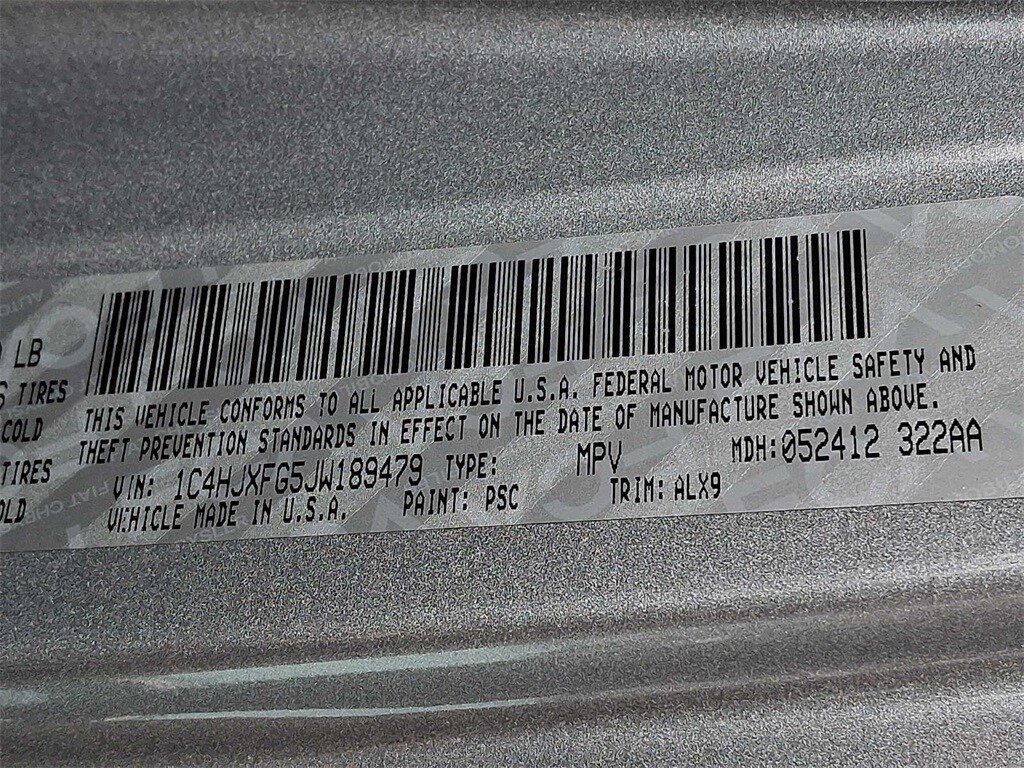 LB
TIRES
COLD
TIRES
THIS VEHICLE CONFORMS TO ALL APPLICABLE U.S.A. FEDERAL MOTOR VEHICLE SAFETY AND
THEFT PREVENTION STANDARDS IN EFFECT ON THE DATE OF MANUFACTURE SHOWN ABOVE.
VIN: 1C4HJXFG5JW189479 TYPE: MPV MDH:052412 322AA
VEHICLE MADE IN U.S.A. PAINT: PSC TRIM: ALX9